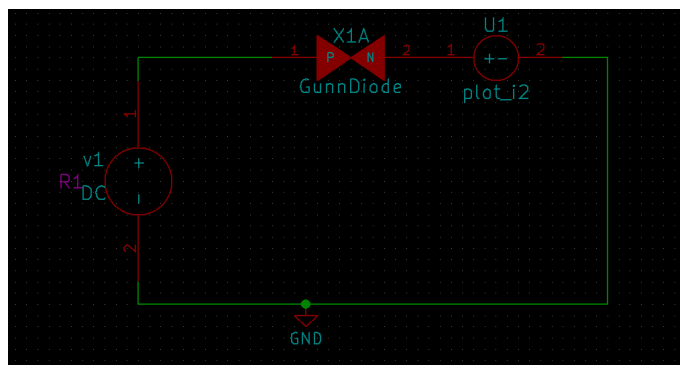 U1
X1A
1
2
1
2
P
N
+-
GunnDiode
plot_i2
1
v1
+
R1
DC
-
2
GND